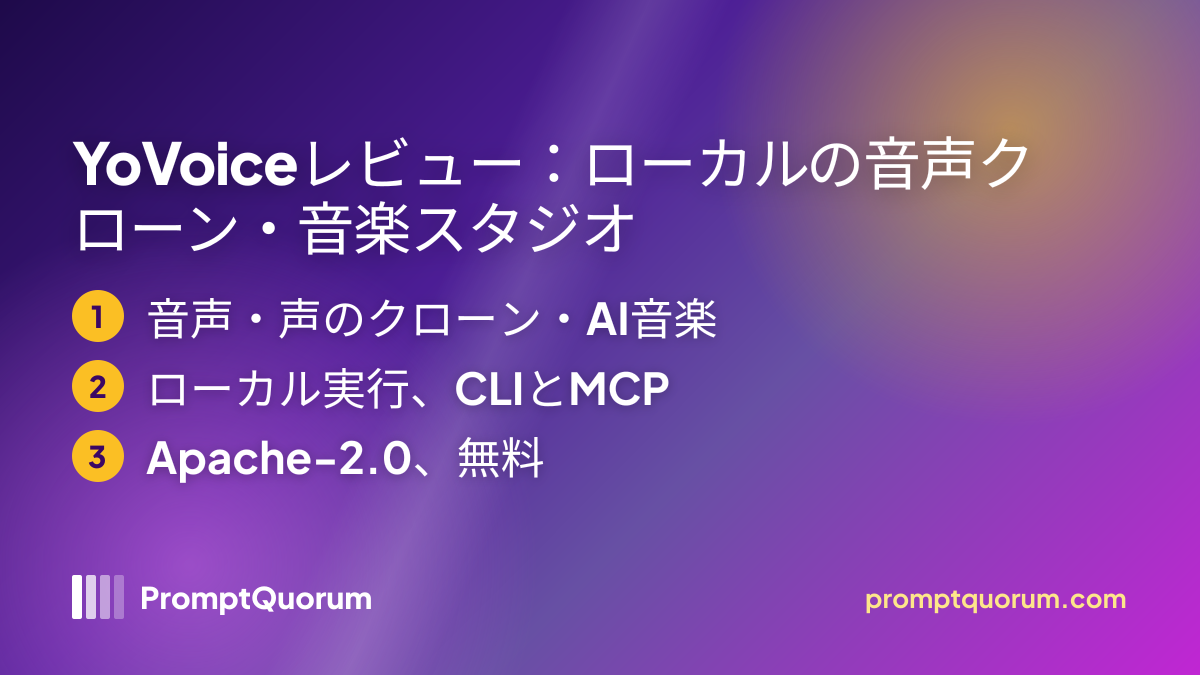 YoVoiceレビュー：ローカルの音声ク
ローン・音楽スタジオ
1 音声・声のクローン・AI音楽
2 ローカル実行、CLIとMCP
3 Apache-2.0、無料
PromptQuorum
promptquorum.com